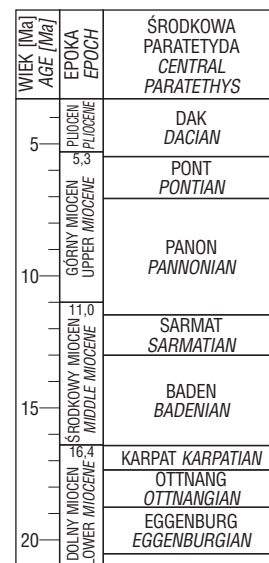 WIEK [Ma]
AGE [Ma]
EPOKA
EPOCH
ŚRODKOWA
PARATETYDA
CENTRAL
PARATETHYS
5
10
15
20
PLIOCEN
PLIOCENE
5,3
GÓRNY MIOCEN
UPPER MIOCENE
11,0
ŚRODKOWY MIOCEN
MIDDLE MIOCENE
16,4
DOLNY MIOCEN
LOWER MIOCENE
DAK
DACIAN
PONT
PONTIAN
PANON
PANNONIAN
SARMAT
SARMATIAN
BADEN
BADENIAN
KARPAT KARPATIAN
OTTNANG
OTTNANGIAN
EGGENBURG
EGGENBURGIAN